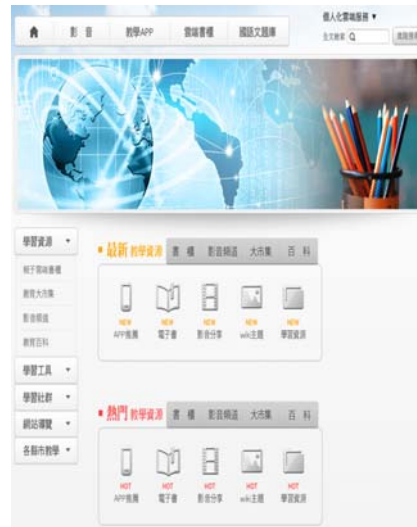 個人化雲端服務 ▼
影 音 教學APP 雲端書櫃 國語文題庫
全文檢索
學習資源
親子雲端書櫃
教育大市集
影音頻道
教育百科
學習工具
學習社群
網站導覽
各縣市教學
最新 教學資源 書 櫃 影音頻道 大市集 百 科
NEW NEW NEW NEW NEW
APP推薦 電子書 影音分享 wiki主題 學習資源
熱門 教學資源 書 櫃 影音頻道 大市集 百 科
HOT HOT HOT HOT HOT
APP推薦 電子書 影音分享 wiki主題 學習資源